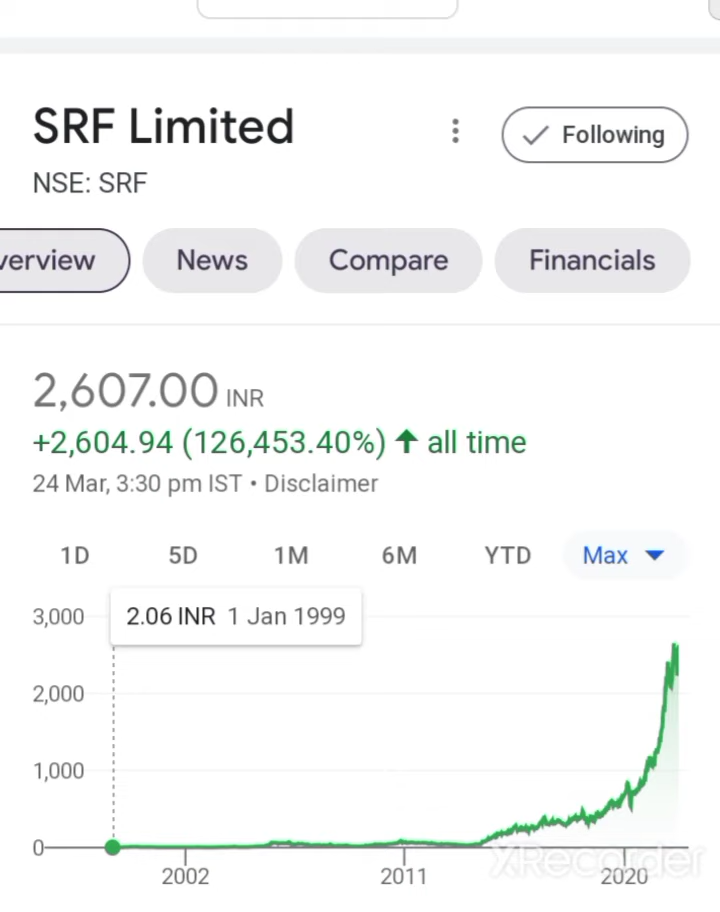 SRF Limited
Following
NSE: SRF
verview
News
Compare
Financials
2,607.00 INR
+2,604.94 (126,453.40%) ↑ all time
24 Mar, 3:30 pm IST • Disclaimer
1D
5D
1M
6M
YTD
Max
3,000
2.06 INR 1 Jan 1999
2,000
1,000
0
XRecorder
2002
2011
2020